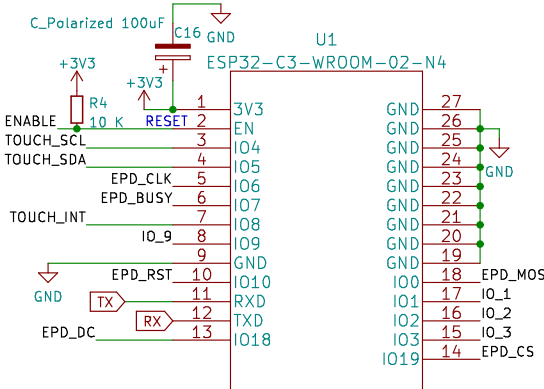 C_Polarized 100uF
C16
GND
U1
ESP32-C3-WROOM-02-N4
+3V3
+3V3
R4
10 K
+
ENABLE
RESET
1 3V3
2 EN
TOUCH_SCL 3 IO4
TOUCH_SDA 4 IO5
EPD_CLK 5 IO6
EPD_BUSY 6 IO7
TOUCH_INT 7 IO8
IO_9 8 IO9
9 GND
GND
EPD_RST 10 IO10
TX 11 RXD
RX 12 TXD
EPD_DC 13 IO18
GND 27
GND 26
GND 25
GND
GND 24
GND 23
GND 22
GND 21
GND 20
GND 19
IO0 18 EPD_MOS
IO1 17 IO_1
IO2 16 IO_2
IO3 15 IO_3
IO19 14 EPD_CS